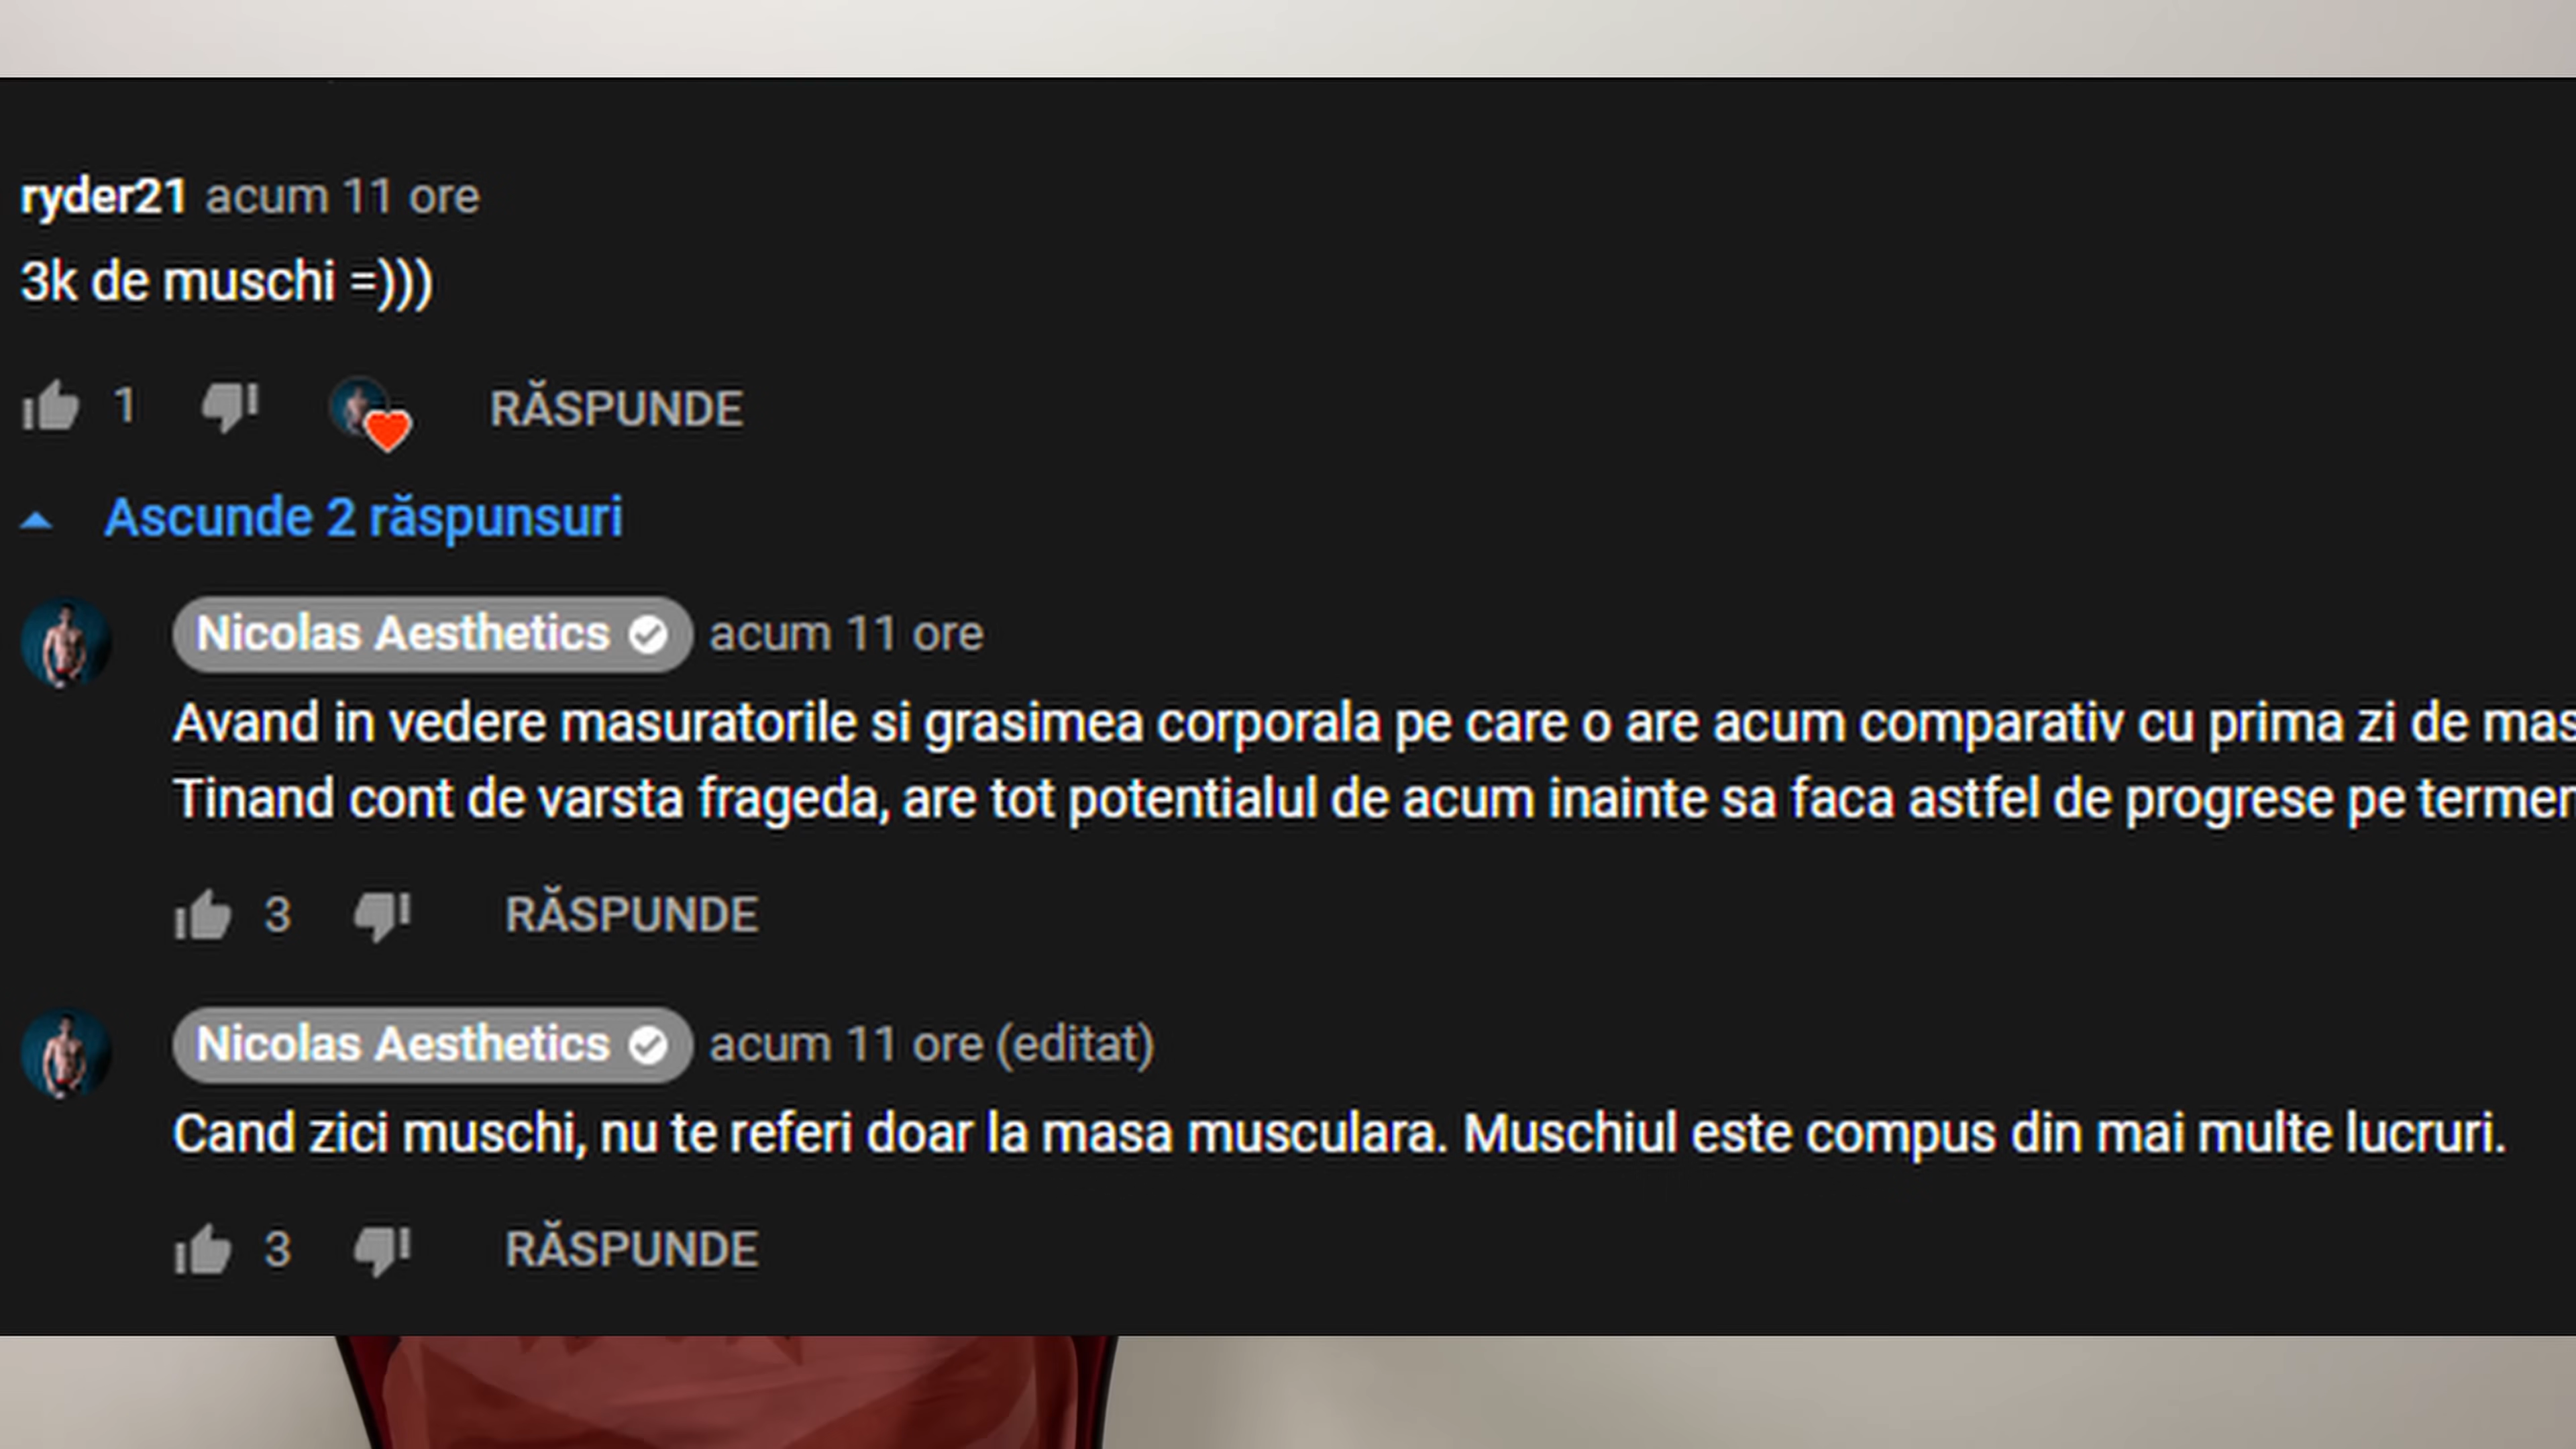 ryder21 acum 11 ore
3k de muschi =)))
1 RĂSPUNDE
Ascunde 2 răspunsuri
Nicolas Aesthetics acum 11 ore
Avand in vedere masuratorile si grasimea corporala pe care o are acum comparativ cu prima zi de mas
Tinand cont de varsta frageda, are tot potentialul de acum inainte sa faca astfel de progrese pe termen
3 RĂSPUNDE
Nicolas Aesthetics acum 11 ore (editat)
Cand zici muschi, nu te referi doar la masa musculara. Muschiul este compus din mai multe lucruri.
3 RĂSPUNDE